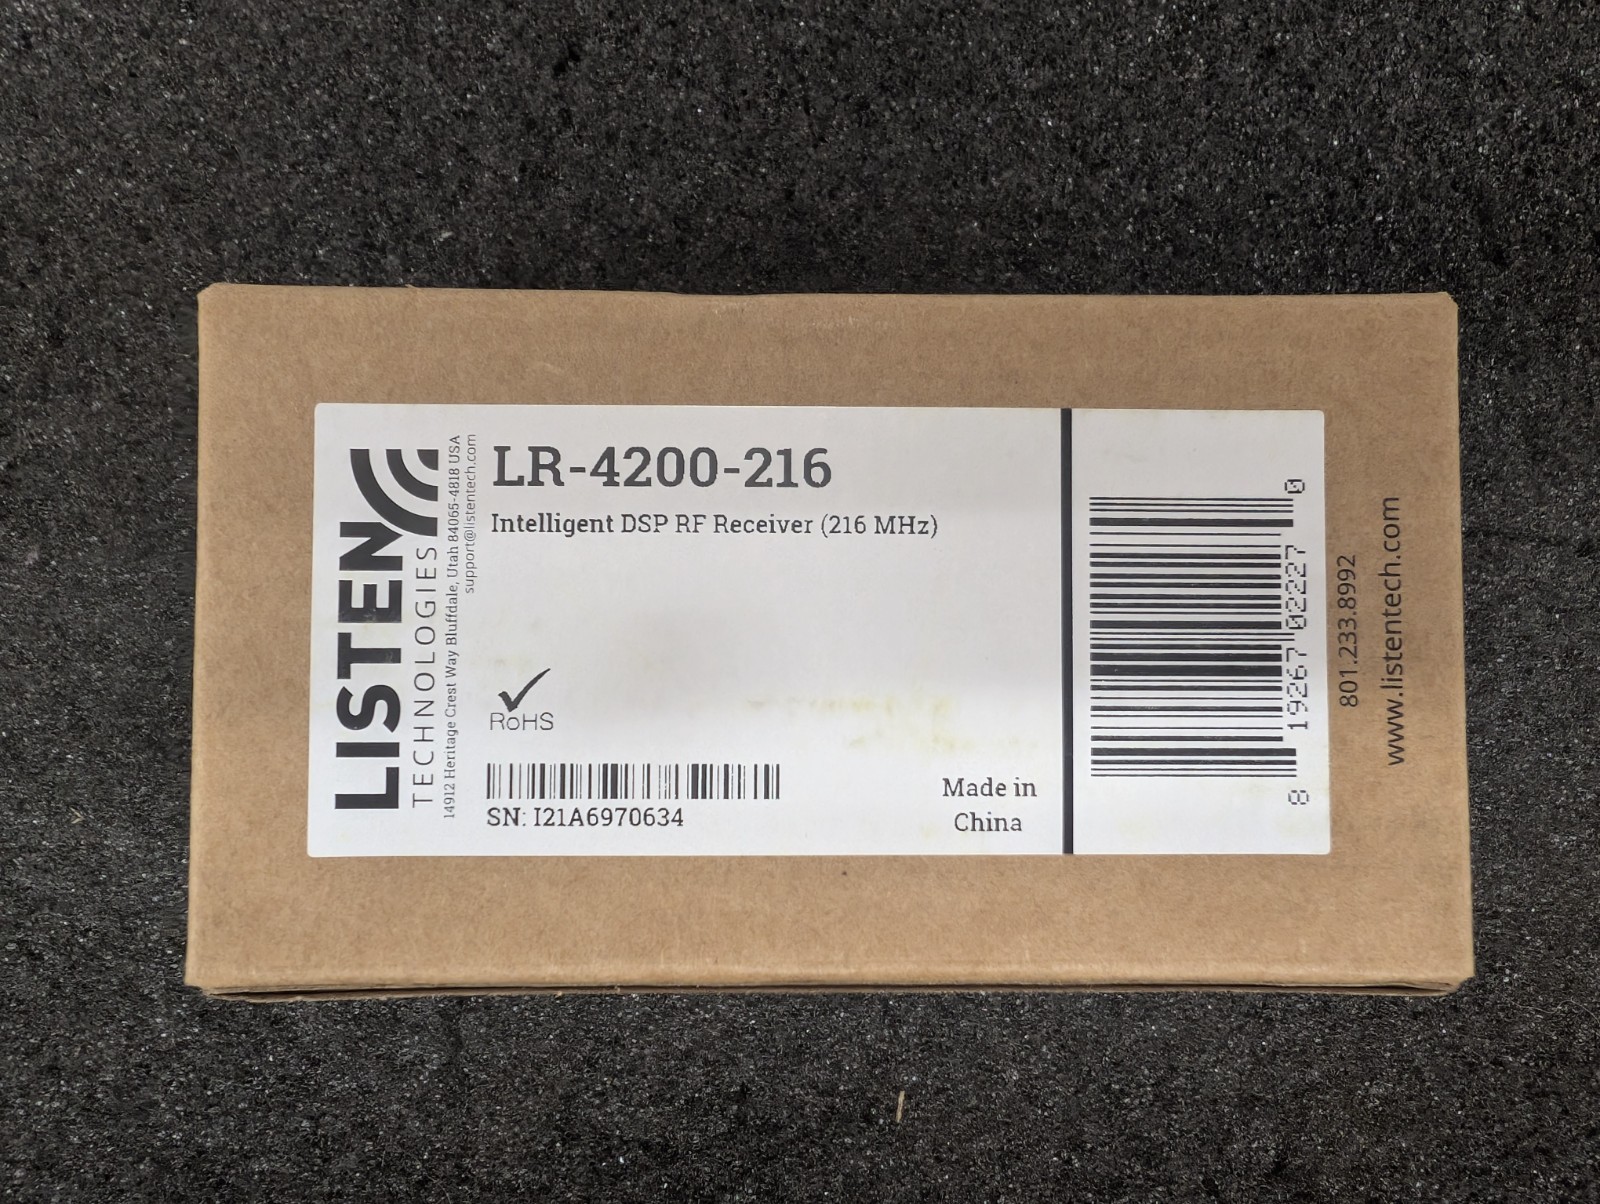 LISTEN
TECHNOLOGIES
14912 Heritage Crest Way Bluffdale, Utah 84065-4818 USA
support@listentech.com
LR-4200-216
Intelligent DSP RF Receiver (216 MHz)
RoHS
SN: I21A6970634
Made in
China
8 19267 02227 0
801.233.8992
www.listentech.com